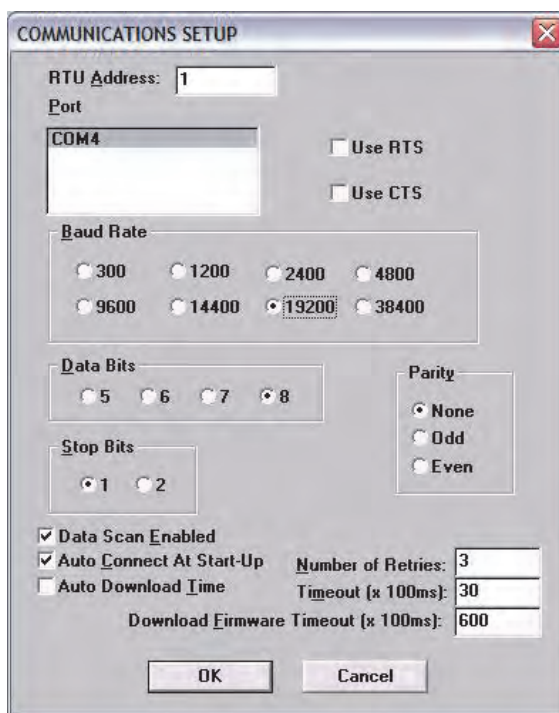 COMMUNICATIONS SETUP
RTU Address: 1
Port
COM4
Use RTS
Use CTS
Baud Rate
300 1200 2400 4800
9600 14400 19200 38400
Data Bits
5 6 7 8
Parity
None
Odd
Even
Stop Bits
1 2
Data Scan Enabled
Auto Connect At Start-Up
Auto Download Time
Number of Retries: 3
Timeout (x 100ms): 30
Download Firmware Timeout (x 100ms): 600
OK Cancel